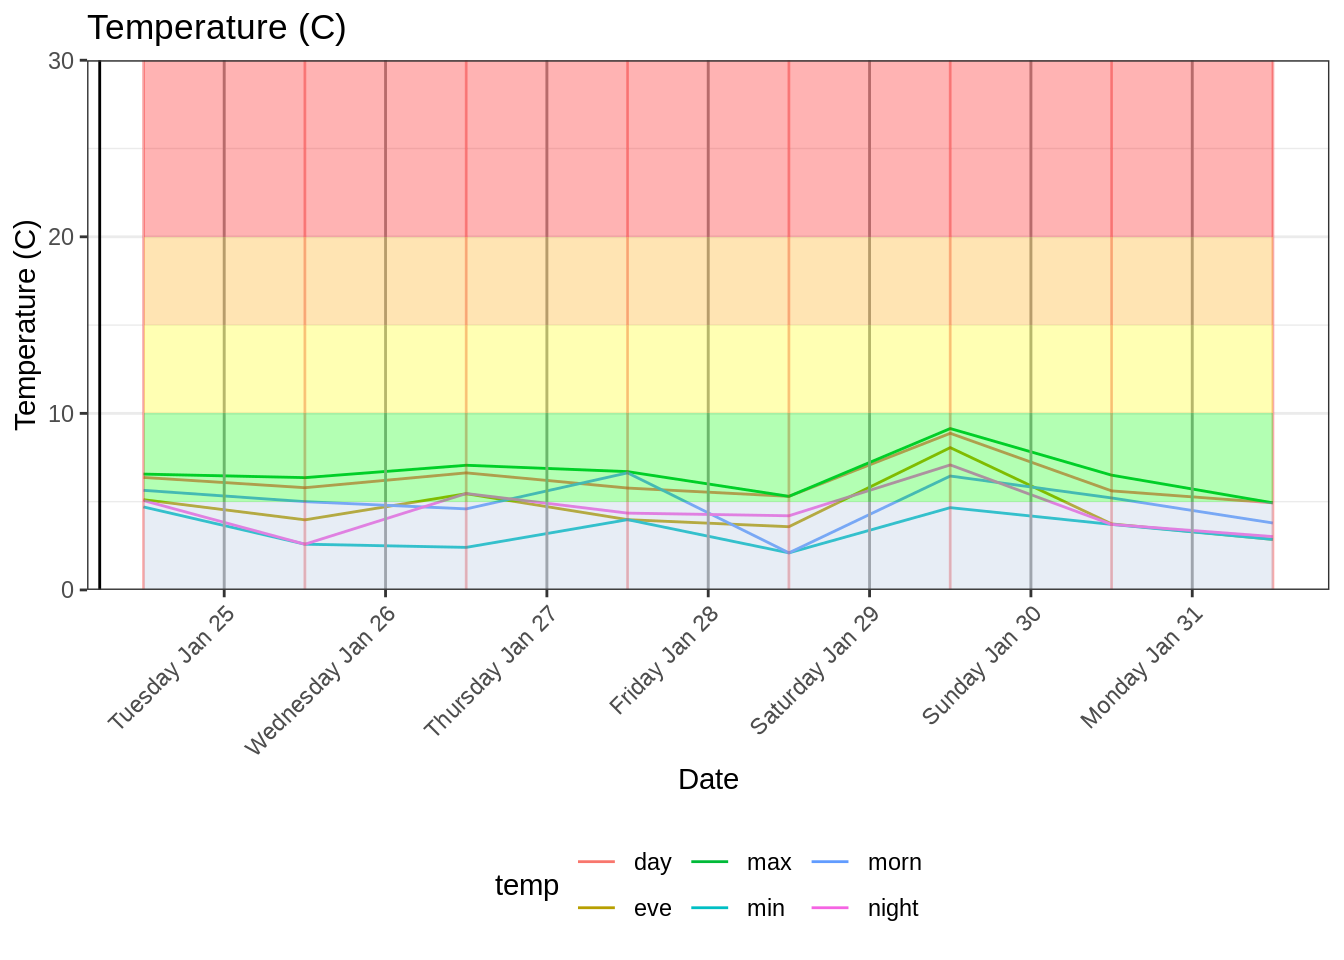 Temperature (C)
30
20
10
0
Temperature (C)
Tuesday Jan 25
Wednesday Jan 26
Thursday Jan 27
Friday Jan 28
Saturday Jan 29
Sunday Jan 30
Monday Jan 31
Date
temp
day
max
morn
eve
min
night